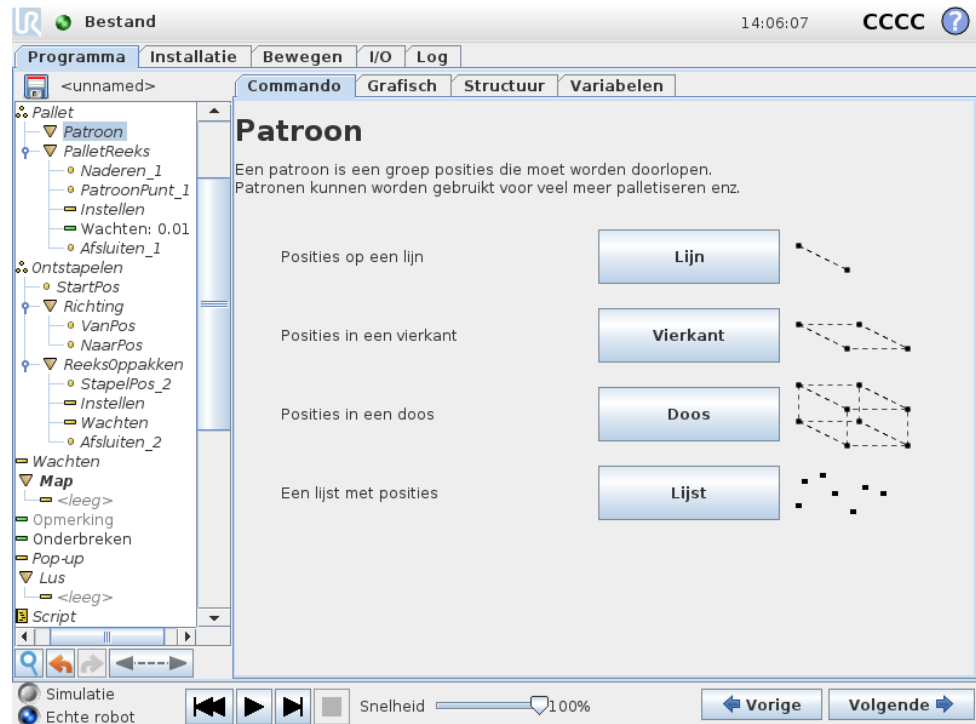 UR Bestand 14:06:07 CCCC ?
Programma Installatie Bewegen I/O Log
<unnamed>
Commando Grafisch Structuur Variabelen
Pallet
Patroon
PalletReeks
Naderen_1
PatroonPunt_1
Instellen
Wachten: 0.01
Afsluiten_1
Ontstapelen
StartPos
Richting
VanPos
NaarPos
ReeksOppakken
StapelPos_2
Instellen
Wachten
Afsluiten_2
Wachten
Map
<leeg>
Opmerking
Onderbreken
Pop-up
Lus
<leeg>
Script
Patroon
Een patroon is een groep posities die moet worden doorlopen.
Patronen kunnen worden gebruikt voor veel meer palletiseren enz.
Posities op een lijn Lijn
Posities in een vierkant Vierkant
Posities in een doos Doos
Een lijst met posities Lijst
Simulatie
Echte robot
Snelheid 100%
Vorige Volgende